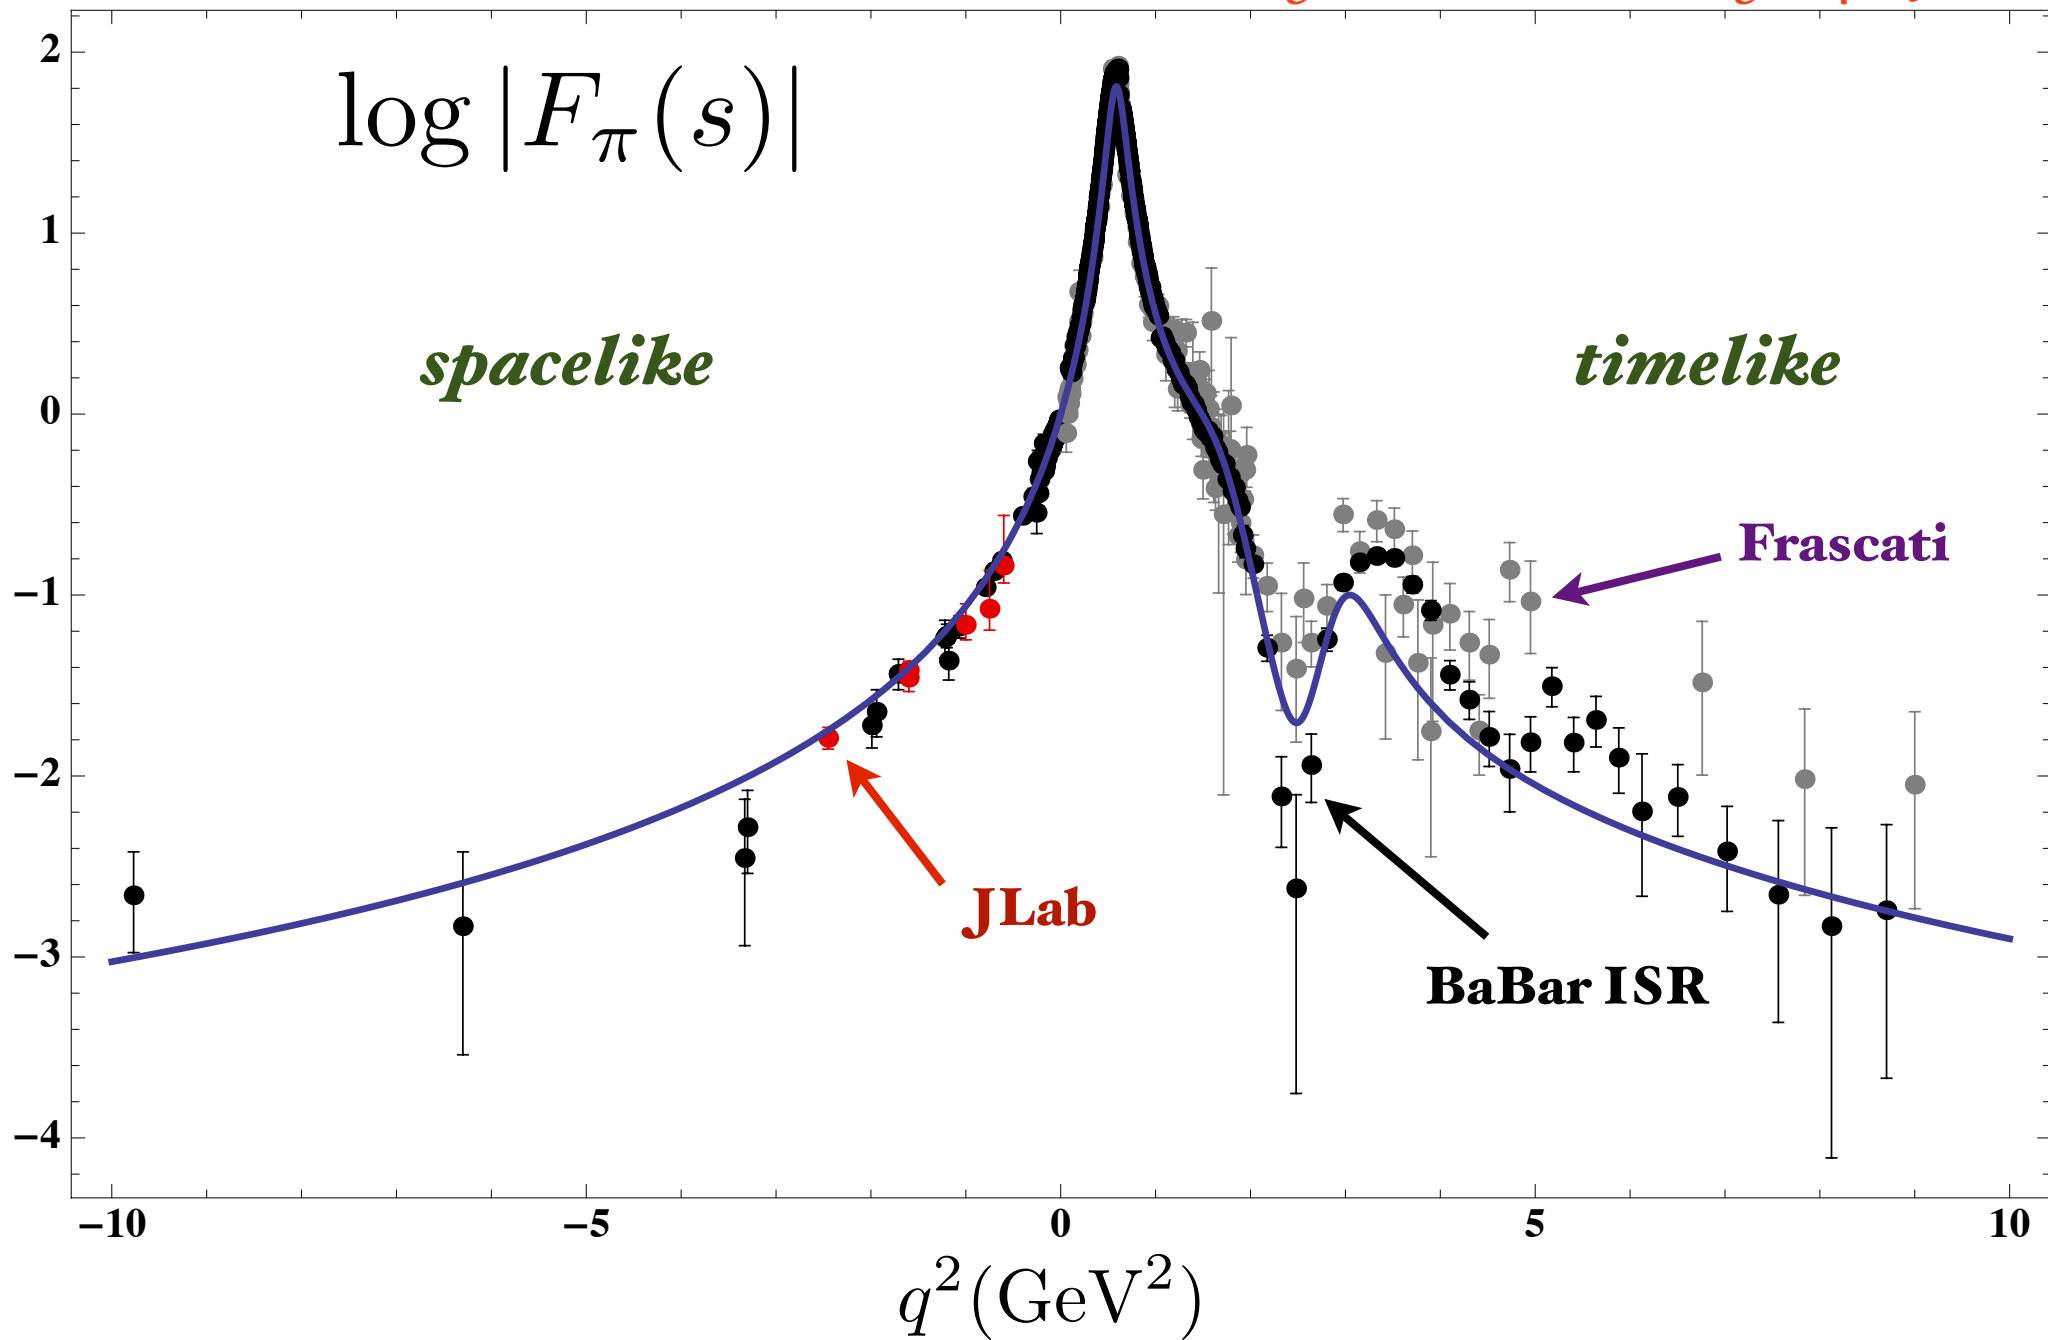 log |Fπ(s)|
2
1
0
−1
−2
−3
−4
spacelike
timelike
Frascati
JLab
BaBar ISR
−10 −5 0 5 10
q²(GeV²)